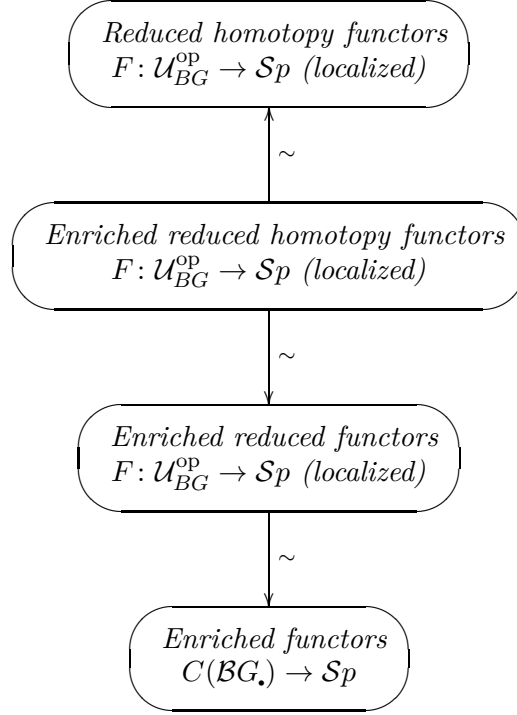 Reduced homotopy functors
F: 𝒰_{BG}^{op} → 𝒮p (localized)
∼
Enriched reduced homotopy functors
F: 𝒰_{BG}^{op} → 𝒮p (localized)
∼
Enriched reduced functors
F: 𝒰_{BG}^{op} → 𝒮p (localized)
∼
Enriched functors
C(ℬG_•) → 𝒮p